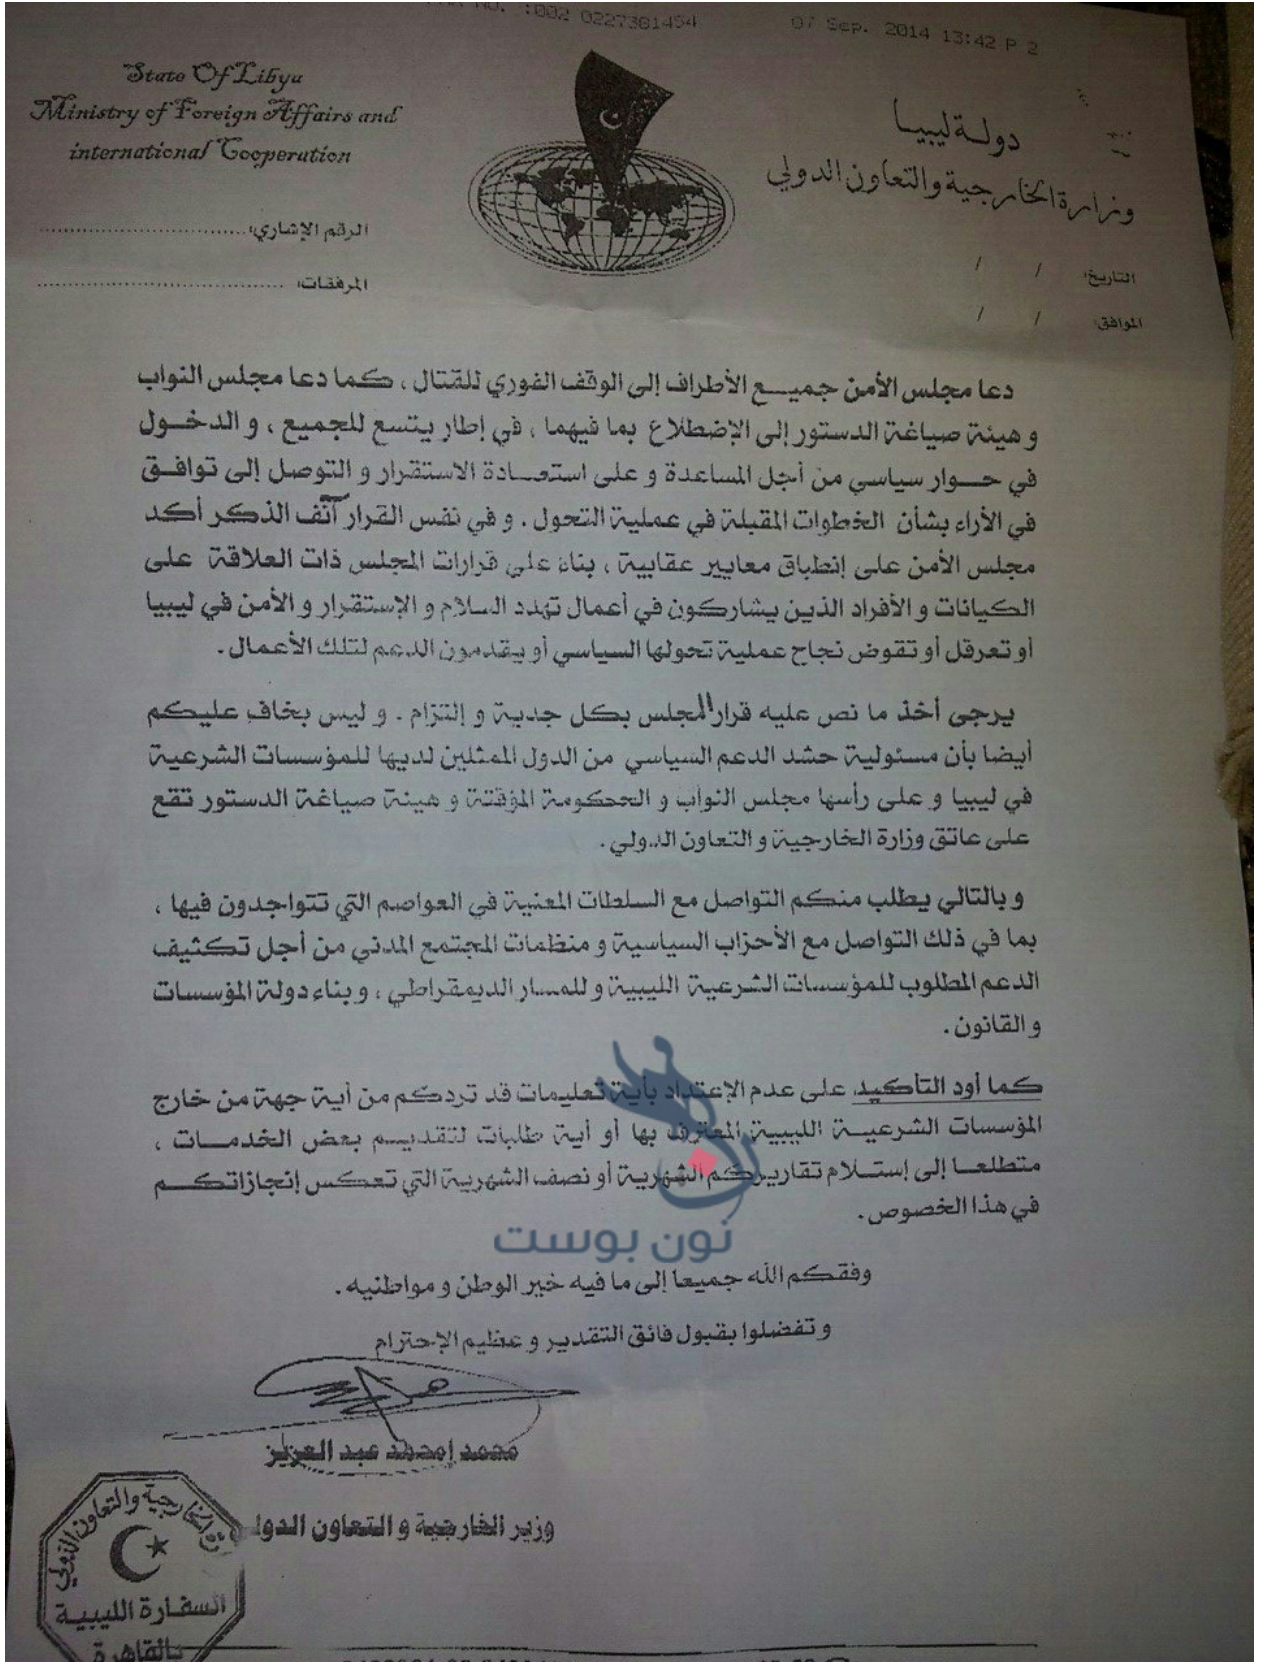 FAX NO. :002 0227381454 07 Sep. 2014 13:42 P 2
State Of Libya
Ministry of Foreign Affairs and
international Cooperation
دولة ليبيا
وزارة الخارجية والتعاون الدولي
الرقم الإشاري:
المرفقات:
التاريخ: / /
الموافق: / /
دعا مجلس الأمن جميع الأطراف إلى الوقف الفوري للقتال ، كما دعا مجلس النواب
و هيئة صياغة الدستور إلى الإضطلاع بما فيهما ، في إطار يتسع للجميع ، و الدخول
في حوار سياسي من أجل المساعدة و على استعادة الاستقرار و التوصل إلى توافق
في الأراء بشأن الخطوات المقبلة في عملية التحول . و في نفس القرار آنف الذكر أكد
مجلس الأمن على إنطباق معايير عقابية ، بناء على قرارات المجلس ذات العلاقة على
الكيانات و الأفراد الذين يشاركون في أعمال تهدد السلام و الإستقرار و الأمن في ليبيا
أو تعرقل أو تقوض نجاح عملية تحولها السياسي أو يقدمون الدعم لتلك الأعمال .
يرجى أخذ ما نص عليه قرار المجلس بكل جدية و إلتزام . و ليس بخاف عليكم
أيضا بأن مسئولية حشد الدعم السياسي من الدول الممثلين لديها للمؤسسات الشرعية
في ليبيا و على رأسها مجلس النواب و الحكومة المؤقتة و هيئة صياغة الدستور تقع
على عاتق وزارة الخارجية و التعاون الدولي .
و بالتالي يطلب منكم التواصل مع السلطات المعنية في العواصم التي تتواجدون فيها ،
بما في ذلك التواصل مع الأحزاب السياسية و منظمات المجتمع المدني من أجل تكثيف
الدعم المطلوب للمؤسسات الشرعية الليبية و للمسار الديمقراطي ، و بناء دولة المؤسسات
و القانون .
كما أود التأكيد على عدم الإعتداد بأية تعليمات قد تردكم من أية جهة من خارج
المؤسسات الشرعية الليبية المعترف بها أو أية طلبات لتقديم بعض الخدمات ،
متطلعا إلى إستلام تقاريركم الشهرية أو نصف الشهرية التي تعكس إنجازاتكم
في هذا الخصوص .
نون بوست
وفقكم الله جميعا إلى ما فيه خير الوطن و مواطنيه .
و تفضلوا بقبول فائق التقدير و عظيم الإحترام
محمد إمحمد عبد العزيز
وزير الخارجية و التعاون الدولي
الخارجية والتعاون الدولي
السفارة الليبية
بالقاهرة